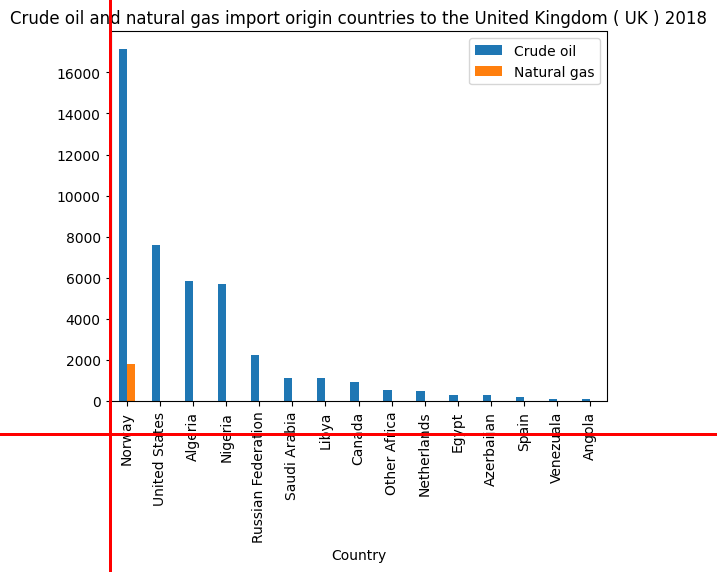 Crude oil and natural gas import origin countries to the United Kingdom ( UK ) 2018
Crude oil
Natural gas
16000
14000
12000
10000
8000
6000
4000
2000
0
Norway
United States
Algeria
Nigeria
Russian Federation
Saudi Arabia
Libya
Canada
Other Africa
Netherlands
Egypt
Azerbaijan
Spain
Venezuala
Angola
Country